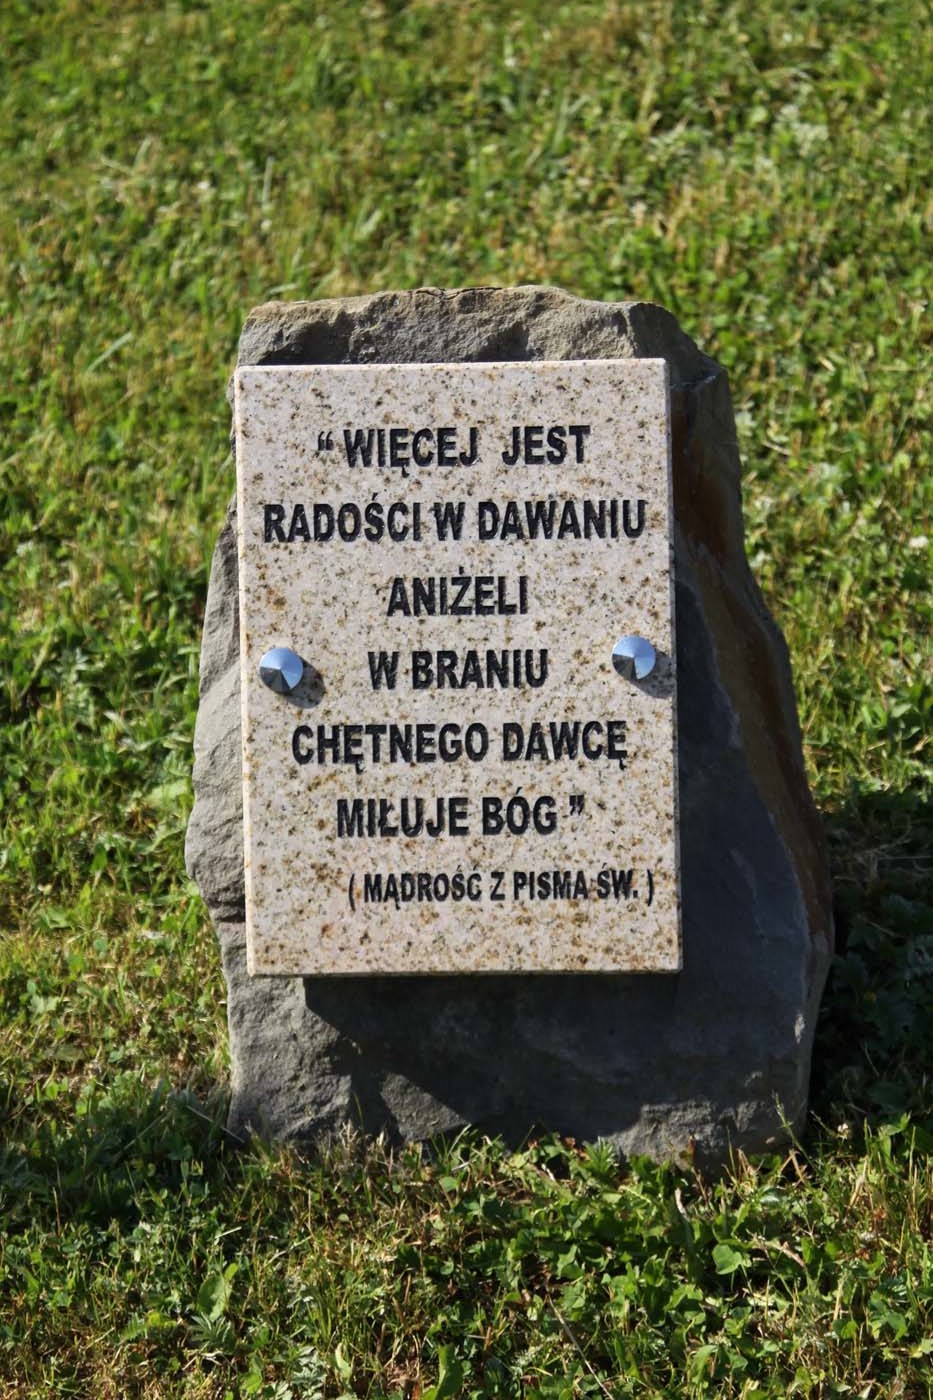 “WIĘCEJ JEST
RADOŚCI W DAWANIU
ANIŻELI
W BRANIU
CHĘTNEGO DAWCĘ
MIŁUJE BÓG”
(MĄDROŚĆ Z PISMA ŚW.)